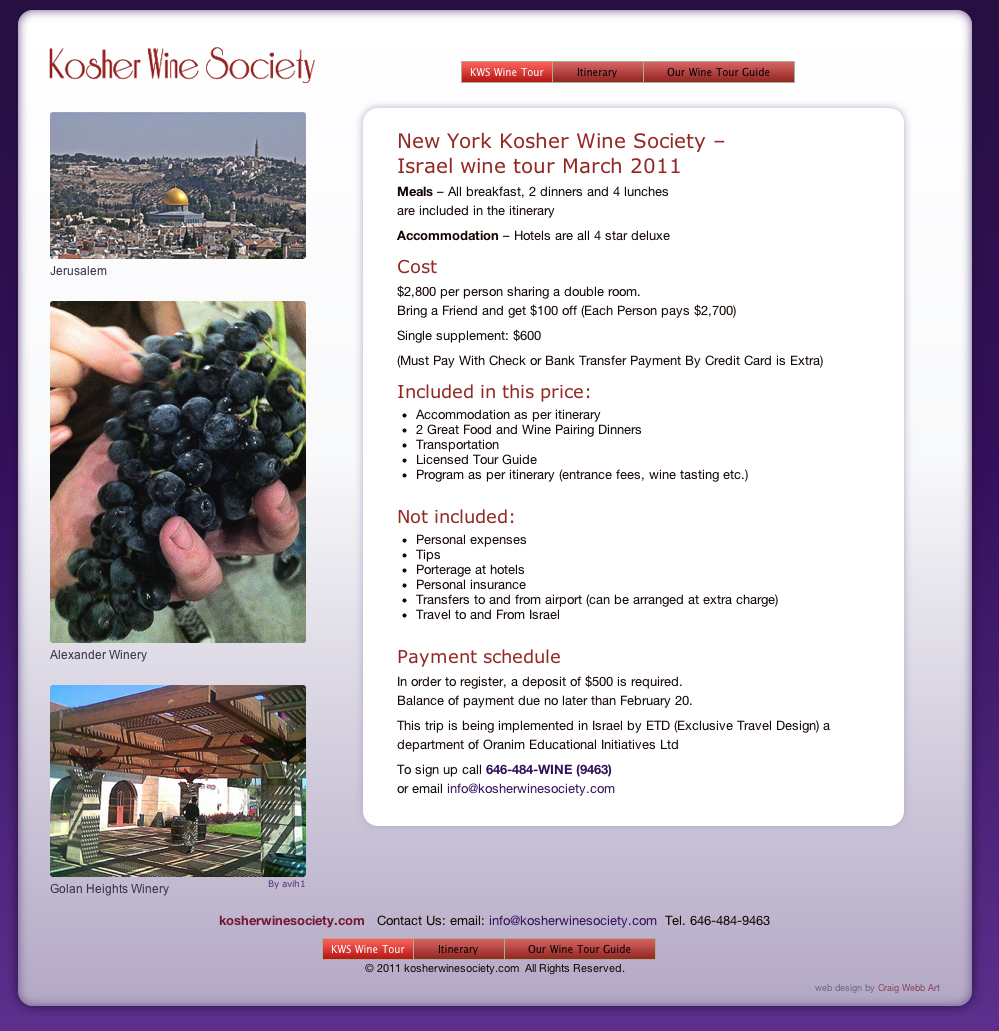 Kosher Wine Society
KWS Wine Tour Itinerary Our Wine Tour Guide
Jerusalem
Alexander Winery
Golan Heights Winery
By avih1
New York Kosher Wine Society –
Israel wine tour March 2011
Meals – All breakfast, 2 dinners and 4 lunches
are included in the itinerary
Accommodation – Hotels are all 4 star deluxe
Cost
$2,800 per person sharing a double room.
Bring a Friend and get $100 off (Each Person pays $2,700)
Single supplement: $600
(Must Pay With Check or Bank Transfer Payment By Credit Card is Extra)
Included in this price:
• Accommodation as per itinerary
• 2 Great Food and Wine Pairing Dinners
• Transportation
• Licensed Tour Guide
• Program as per itinerary (entrance fees, wine tasting etc.)
Not included:
• Personal expenses
• Tips
• Porterage at hotels
• Personal insurance
• Transfers to and from airport (can be arranged at extra charge)
• Travel to and From Israel
Payment schedule
In order to register, a deposit of $500 is required.
Balance of payment due no later than February 20.
This trip is being implemented in Israel by ETD (Exclusive Travel Design) a
department of Oranim Educational Initiatives Ltd
To sign up call 646-484-WINE (9463)
or email info@kosherwinesociety.com
kosherwinesociety.com Contact Us: email: info@kosherwinesociety.com Tel. 646-484-9463
KWS Wine Tour Itinerary Our Wine Tour Guide
© 2011 kosherwinesociety.com All Rights Reserved.
web design by Craig Webb Art